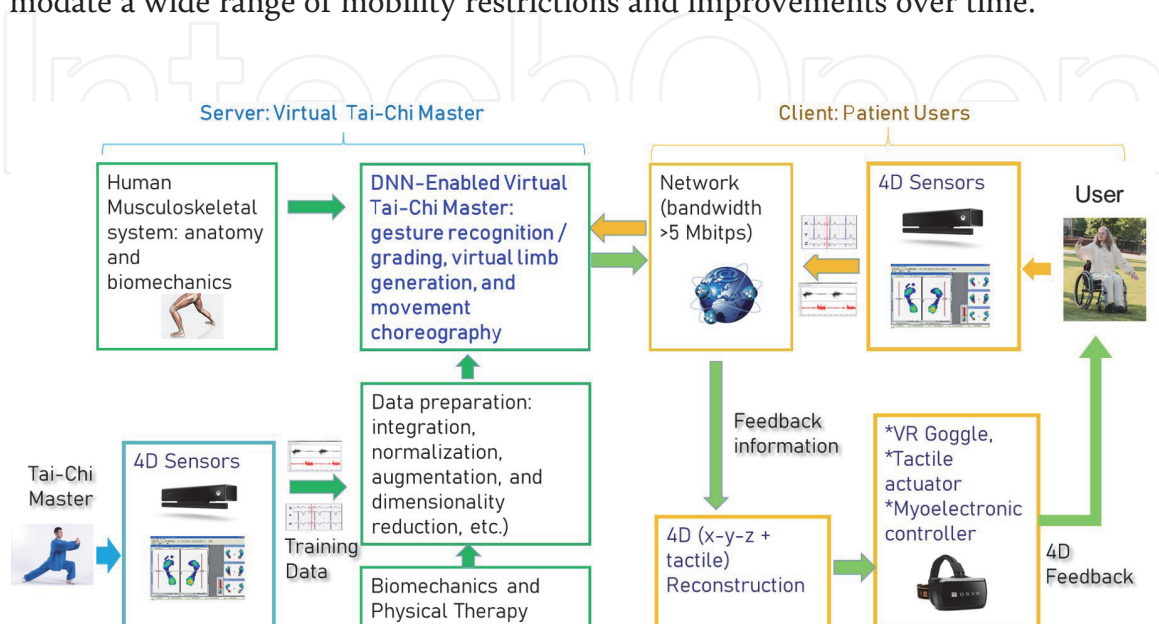 modate a wide range of mobility restrictions and improvements over time.
IntechOpen
Server: Virtual Tai-Chi Master
Client: Patient Users
Human
Musculoskeletal
system: anatomy
and
biomechanics
DNN-Enabled Virtual
Tai-Chi Master:
gesture recognition /
grading, virtual limb
generation, and
movement
choreography
Network
(bandwidth
>5 Mbitps)
4D Sensors
User
Tai-Chi
Master
4D Sensors
Training
Data
Data preparation:
integration,
normalization,
augmentation, and
dimensionality
reduction, etc.)
Biomechanics and
Physical Therapy
Feedback
information
4D (x-y-z +
tactile)
Reconstruction
*VR Goggle,
*Tactile
actuator
*Myoelectronic
controller
4D
Feedback